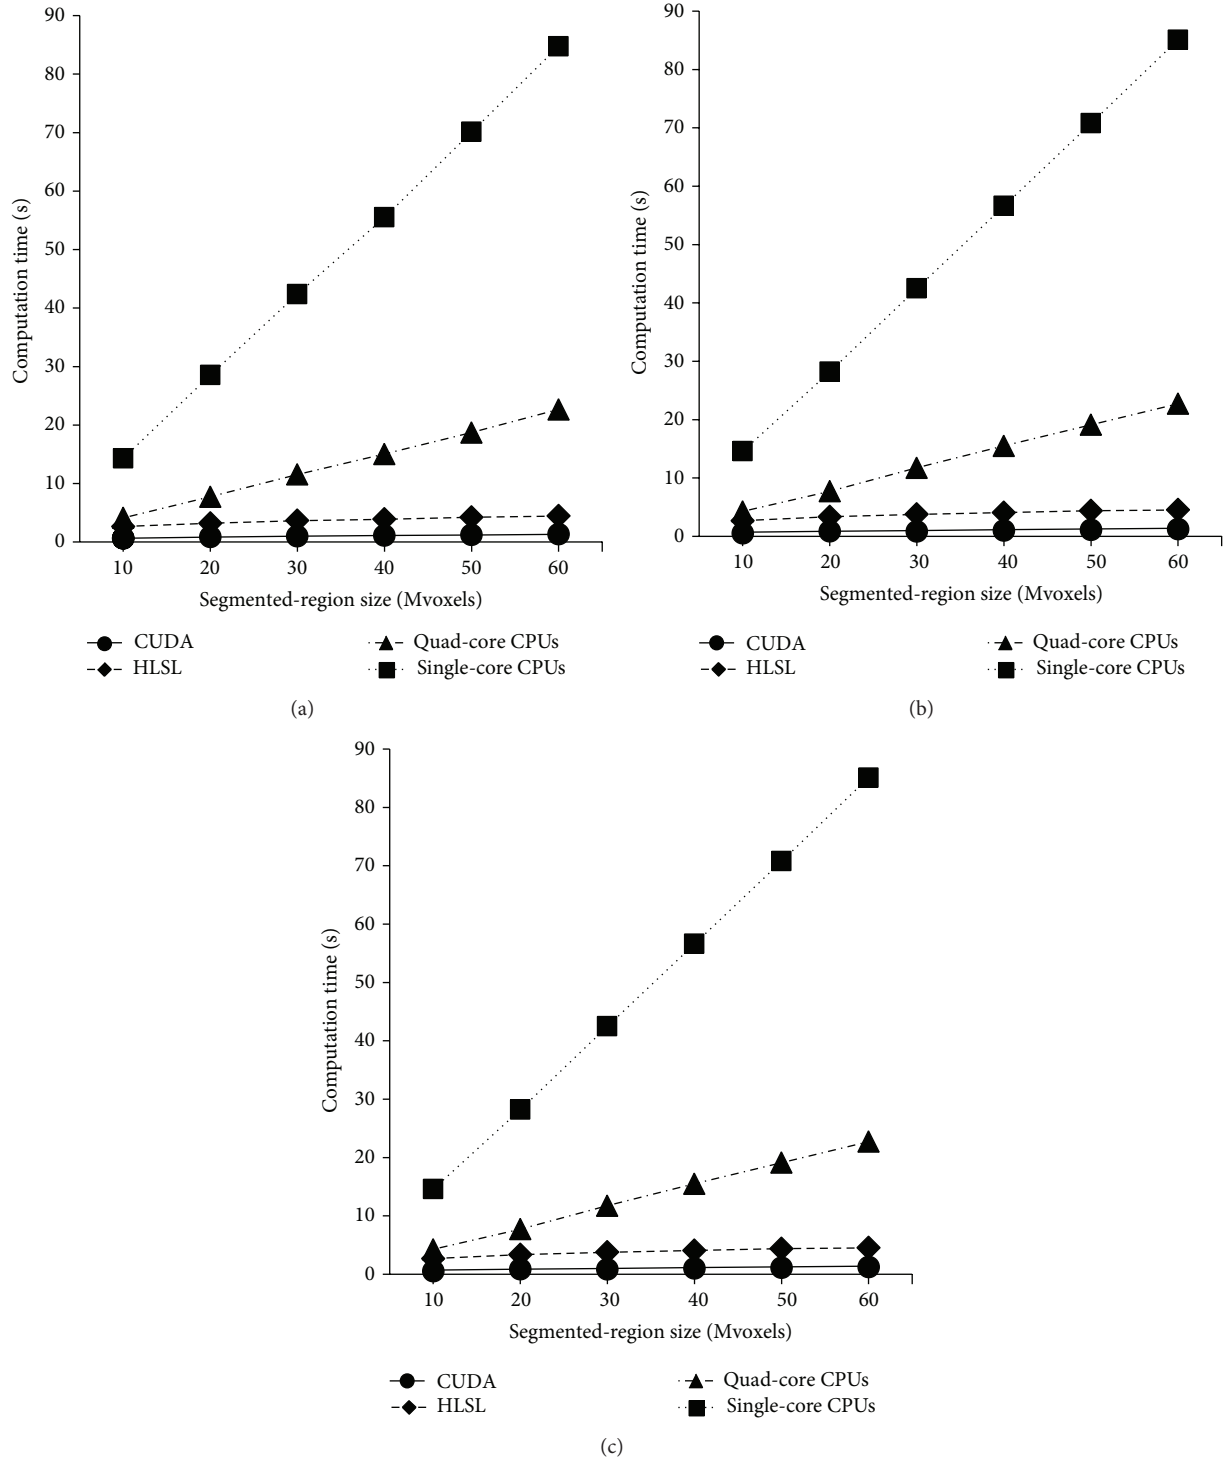 90
80
70
60
50
40
30
20
10
0
Computation time (s)
10 20 30 40 50 60
Segmented-region size (Mvoxels)
CUDA Quad-core CPUs
HLSL Single-core CPUs
(a)
90
80
70
60
50
40
30
20
10
0
Computation time (s)
10 20 30 40 50 60
Segmented-region size (Mvoxels)
CUDA Quad-core CPUs
HLSL Single-core CPUs
(b)
90
80
70
60
50
40
30
20
10
0
Computation time (s)
10 20 30 40 50 60
Segmented-region size (Mvoxels)
CUDA Quad-core CPUs
HLSL Single-core CPUs
(c)